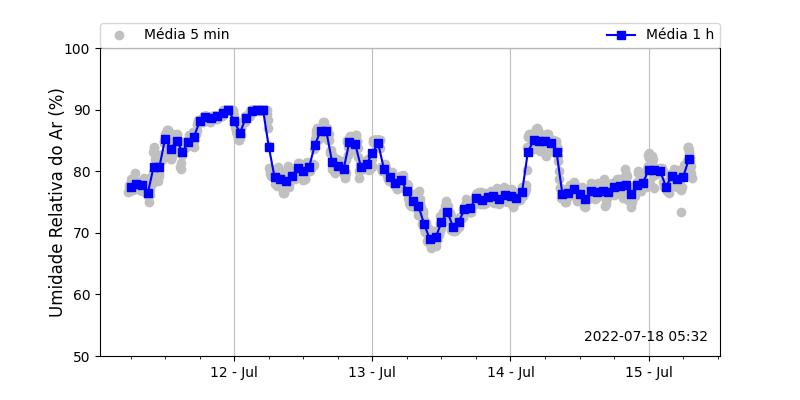 Média 5 min
Média 1 h
Umidade Relativa do Ar (%)
100
90
80
70
60
50
2022-07-18 05:32
12 - Jul
13 - Jul
14 - Jul
15 - Jul